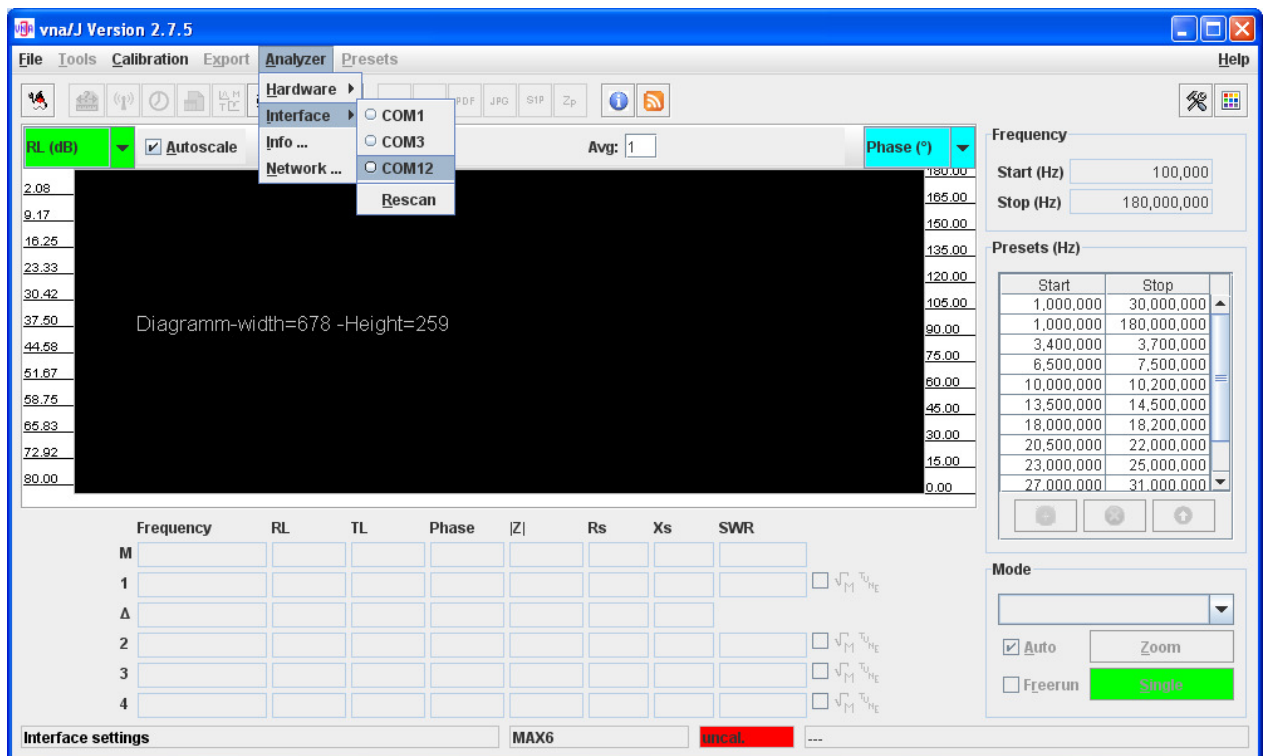 vna/J Version 2.7.5
File Tools Calibration Export Analyzer Presets Help
Hardware
Interface
Info ...
Network ...
COM1
COM3
COM12
Rescan
PDF JPG S1P Zp
RL (dB) Autoscale Avg: 1 Phase (°)
2.08
9.17
16.25
23.33
30.42
37.50
44.58
51.67
58.75
65.83
72.92
80.00
Diagramm-width=678 -Height=259
180.00
165.00
150.00
135.00
120.00
105.00
90.00
75.00
60.00
45.00
30.00
15.00
0.00
Frequency
Start (Hz) 100,000
Stop (Hz) 180,000,000
Presets (Hz)
Start Stop
1,000,000 30,000,000
1,000,000 180,000,000
3,400,000 3,700,000
6,500,000 7,500,000
10,000,000 10,200,000
13,500,000 14,500,000
18,000,000 18,200,000
20,500,000 22,000,000
23,000,000 25,000,000
27,000,000 31,000,000
Frequency RL TL Phase |Z| Rs Xs SWR
M
1 √M TUNE
Δ
2 √M TUNE
3 √M TUNE
4 √M TUNE
Mode
Auto Zoom
Freerun Single
Interface settings MAX6 uncal. ---